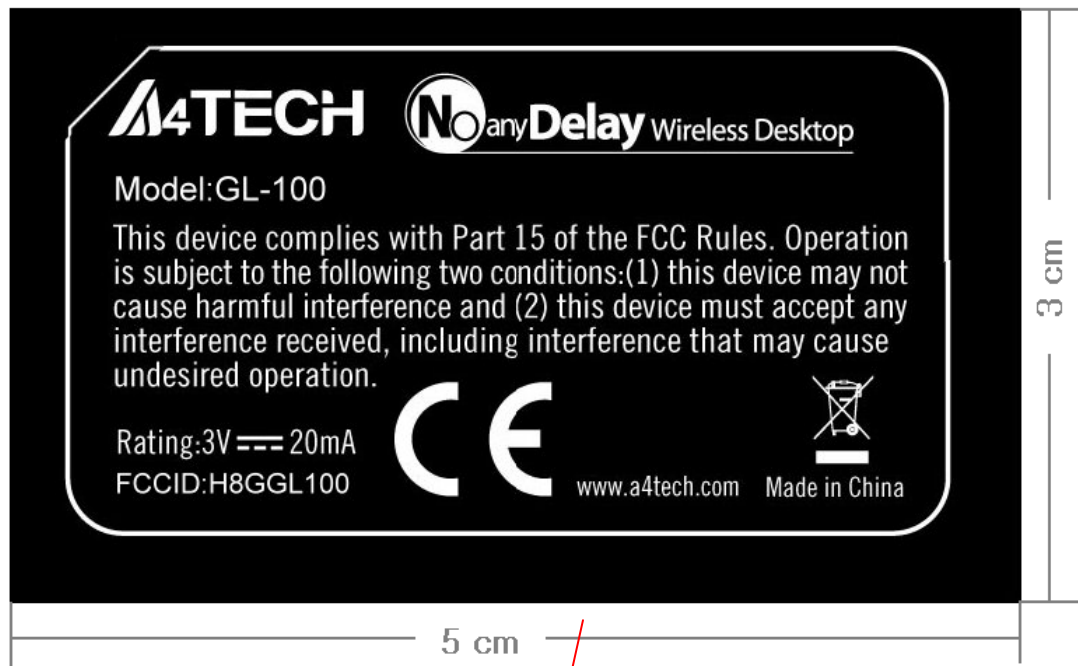 A4TECH No any Delay Wireless Desktop
Model:GL-100
This device complies with Part 15 of the FCC Rules. Operation
is subject to the following two conditions:(1) this device may not
cause harmful interference and (2) this device must accept any
interference received, including interference that may cause
undesired operation.
Rating:3V 20mA
FCCID:H8GGL100
CE
www.a4tech.com Made in China
3 cm
5 cm